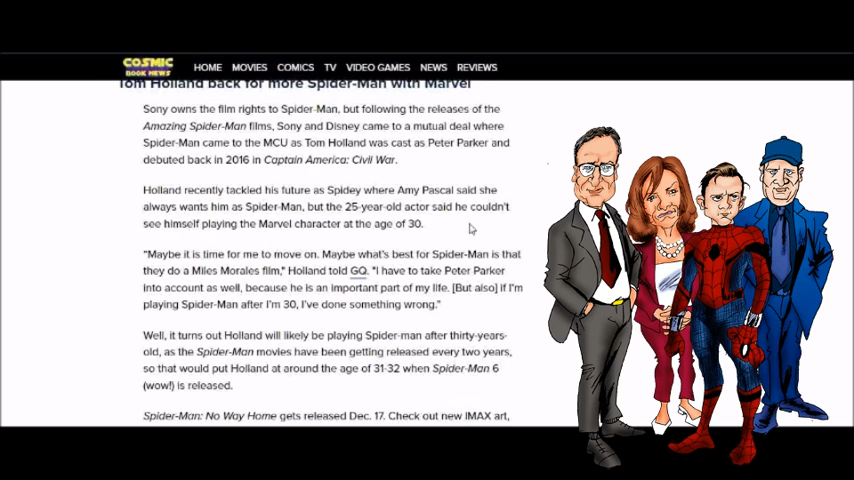 COSMIC
BOOK NEWS
HOME MOVIES COMICS TV VIDEO GAMES NEWS REVIEWS
Tom Holland back for more Spider-Man with Marvel
Sony owns the film rights to Spider-Man, but following the releases of the
Amazing Spider-Man films, Sony and Disney came to a mutual deal where
Spider-Man came to the MCU as Tom Holland was cast as Peter Parker and
debuted back in 2016 in Captain America: Civil War.
Holland recently tackled his future as Spidey where Amy Pascal said she
always wants him as Spider-Man, but the 25-year-old actor said he couldn't
see himself playing the Marvel character at the age of 30.
"Maybe it is time for me to move on. Maybe what's best for Spider-Man is that
they do a Miles Morales film," Holland told GQ. "I have to take Peter Parker
into account as well, because he is an important part of my life. [But also] if I'm
playing Spider-Man after I'm 30, I've done something wrong."
Well, it turns out Holland will likely be playing Spider-man after thirty-years-
old, as the Spider-Man movies have been getting released every two years,
so that would put Holland at around the age of 31-32 when Spider-Man 6
(wow!) is released.
Spider-Man: No Way Home gets released Dec. 17. Check out new IMAX art,